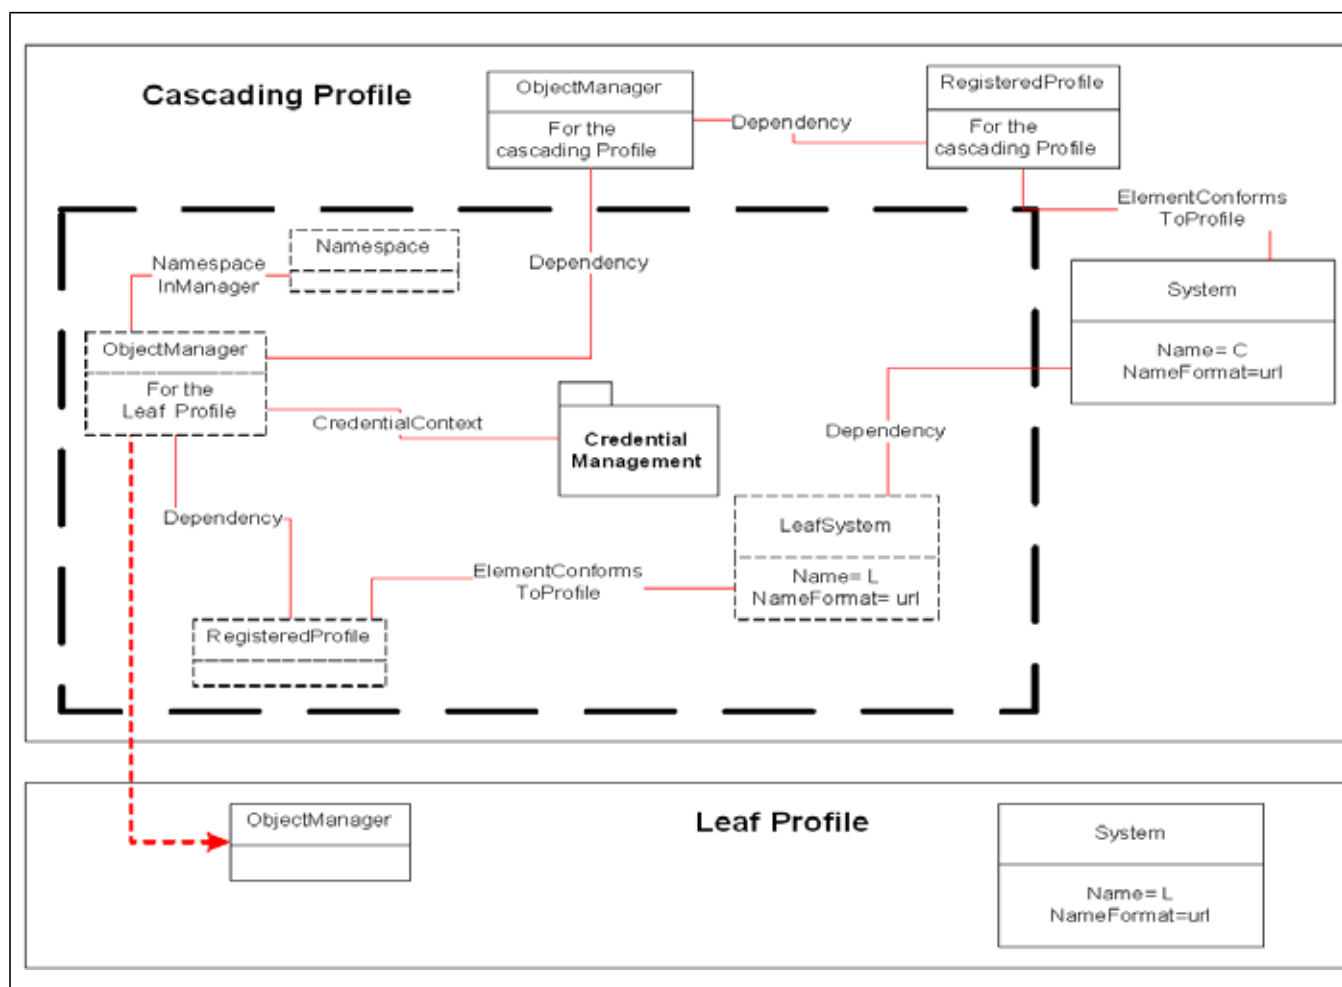 Cascading Profile
ObjectManager
For the
cascading Profile
Dependency
RegisteredProfile
For the
cascading Profile
ElementConforms
ToProfile
Namespace
Namespace
InManager
Dependency
System
Name= C
NameFormat=url
ObjectManager
For the
Leaf Profile
CredentialContext
Credential
Management
Dependency
LeafSystem
Name= L
NameFormat= url
Dependency
ElementConforms
ToProfile
RegisteredProfile
ObjectManager
Leaf Profile
System
Name= L
NameFormat=url